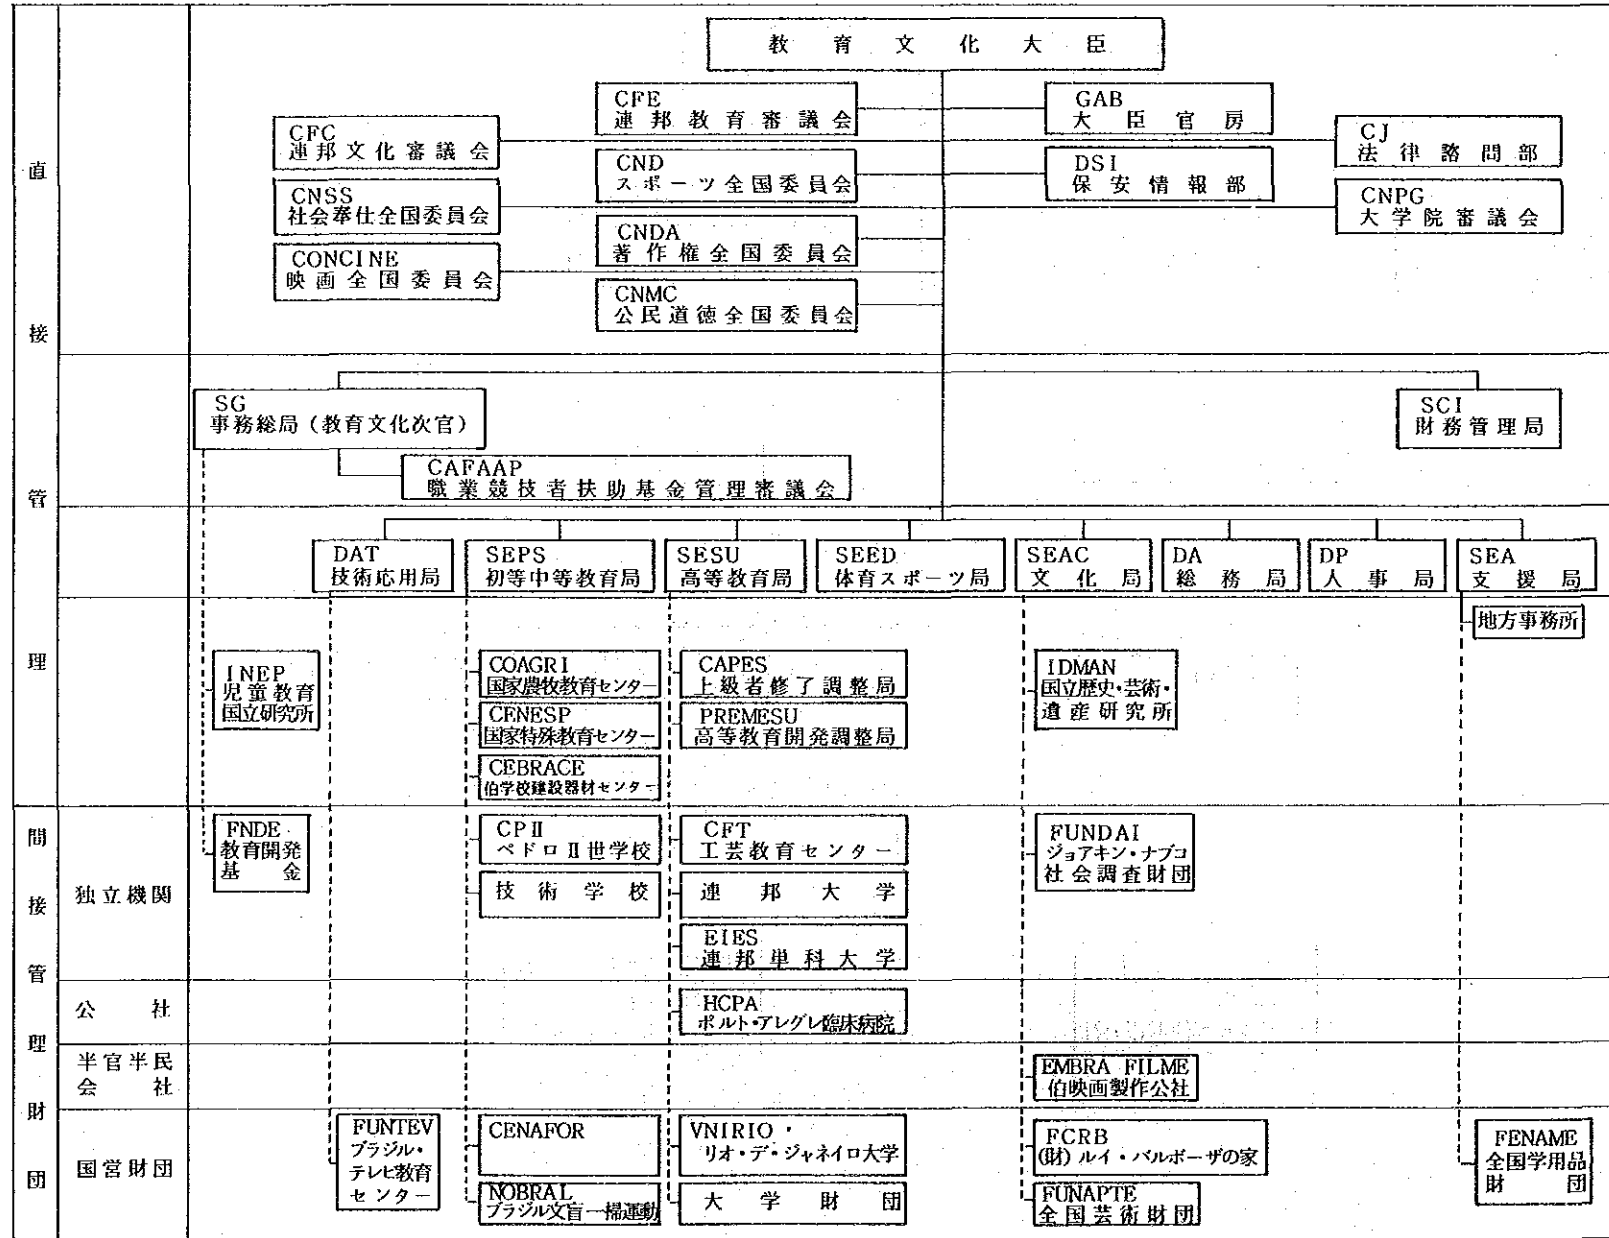 教育文化大臣
CFE
連邦教育審議会
GAB
大臣官房
CFC
連邦文化審議会
CJ
法律諮問部
CND
スポーツ全国委員会
DSI
保安情報部
CNSS
社会奉仕全国委員会
CNPG
大学院審議会
CNDA
著作権全国委員会
CONCINE
映画全国委員会
CNMC
公民道徳全国委員会
直接管理
SG
事務総局(教育文化次官)
SCI
財務管理局
CAFAAP
職業競技者扶助基金管理審議会
DAT
技術応用局
SEPS
初等中等教育局
SESU
高等教育局
SEED
体育スポーツ局
SEAC
文化局
DA
総務局
DP
人事局
SEA
支援局
地方事務所
INEP
児童教育
国立研究所
COAGRI
国家農牧教育センター
CENESP
国家特殊教育センター
CEBRACE
伯学校建設器材センター
CAPES
上級者修了調整局
PREMESU
高等教育開発調整局
IDMAN
国立歴史・芸術・
遺産研究所
間接管理財団
独立機関
FNDE
教育開発
基金
CPⅡ
ペドロⅡ世学校
技術学校
CFT
工芸教育センター
連邦大学
EIES
連邦単科大学
FUNDAI
ジョアキン・ナブコ
社会調査財団
公社
HCPA
ポルト・アレグレ臨床病院
半官半民
会社
EMBRA FILME
伯映画製作公社
国営財団
FUNTEV
ブラジル・
テレビ教育
センター
CENAFOR
NOBRAL
ブラジル文盲一掃運動
VNIRIO・
リオ・デ・ジャネイロ大学
大学財団
FCRB
(財)ルイ・バルボーザの家
FUNAPTE
全国芸術財団
FENAME
全国学用品
財団